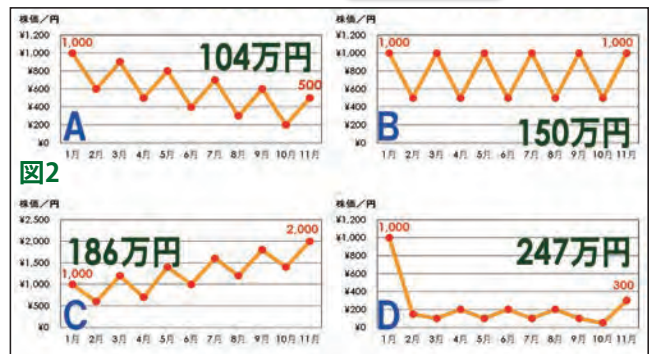 株価/円
¥1,200
¥1,000
¥800
¥600
¥400
¥200
¥0
1,000
104万円
500
A
1月 2月 3月 4月 5月 6月 7月 8月 9月 10月 11月
株価/円
¥1,200
¥1,000
¥800
¥600
¥400
¥200
¥0
1,000
1,000
B
150万円
1月 2月 3月 4月 5月 6月 7月 8月 9月 10月 11月
図2
株価/円
¥2,500
¥2,000
¥1,500
¥1,000
¥500
¥0
186万円
1,000
2,000
C
1月 2月 3月 4月 5月 6月 7月 8月 9月 10月 11月
株価/円
¥1,200
¥1,000
¥800
¥600
¥400
¥200
¥0
1,000
247万円
300
D
1月 2月 3月 4月 5月 6月 7月 8月 9月 10月 11月